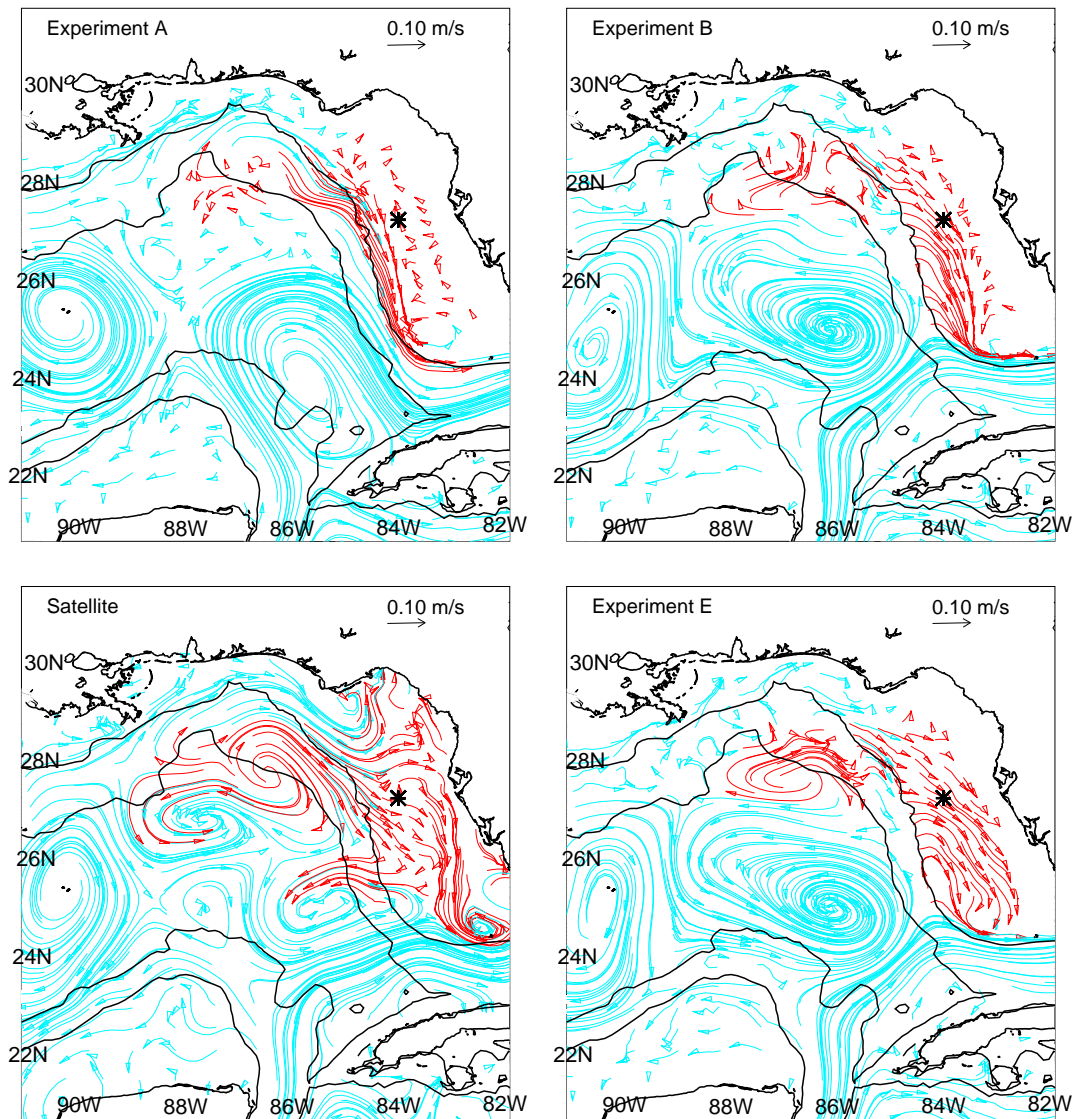 Experiment A 0.10 m/s
30N
28N
26N
24N
22N
90W 88W 86W 84W 82W
Experiment B 0.10 m/s
30N
28N
26N
24N
22N
90W 88W 86W 84W 82W
Satellite 0.10 m/s
30N
28N
26N
24N
22N
90W 88W 86W 84W 82W
Experiment E 0.10 m/s
30N
28N
26N
24N
22N
90W 88W 86W 84W 82W